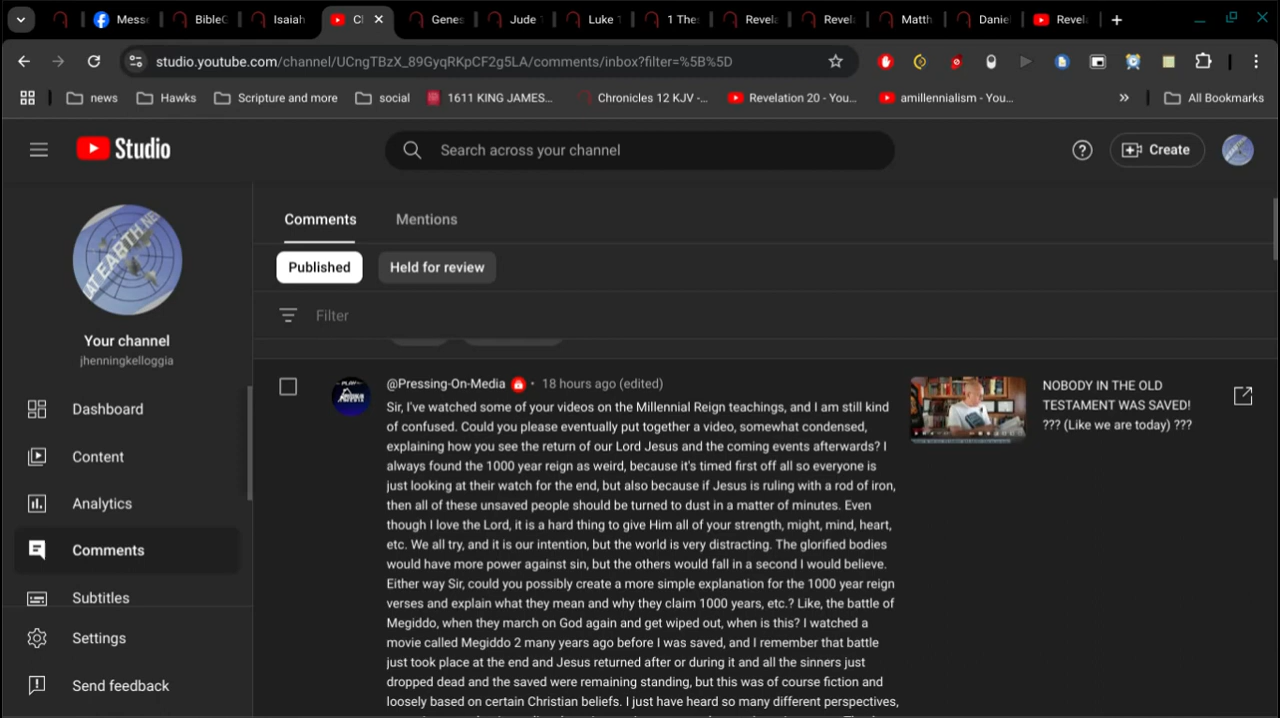 Messe
BibleG
Isaiah
Cl
Genes
Jude
Luke
1 The
Revela
Revel
Matth
Daniel
Revel
studio.youtube.com/channel/UCngTBzX_89GyqRKpCF2g5LA/comments/inbox?filter=%5B%5D
news
Hawks
Scripture and more
social
1611 KING JAMES...
Chronicles 12 KJV -...
Revelation 20 - You...
amillennialism - You...
»
All Bookmarks
Studio
Search across your channel
Create
AT EARTH NE
Your channel
jhenningkelloggia
Dashboard
Content
Analytics
Comments
Subtitles
Settings
Send feedback
Comments
Mentions
Published
Held for review
Filter
@Pressing-On-Media • 18 hours ago (edited)
Sir, I've watched some of your videos on the Millennial Reign teachings, and I am still kind
of confused. Could you please eventually put together a video, somewhat condensed,
explaining how you see the return of our Lord Jesus and the coming events afterwards? I
always found the 1000 year reign as weird, because it's timed first off all so everyone is
just looking at their watch for the end, but also because if Jesus is ruling with a rod of iron,
then all of these unsaved people should be turned to dust in a matter of minutes. Even
though I love the Lord, it is a hard thing to give Him all of your strength, might, mind, heart,
etc. We all try, and it is our intention, but the world is very distracting. The glorified bodies
would have more power against sin, but the others would fall in a second I would believe.
Either way Sir, could you possibly create a more simple explanation for the 1000 year reign
verses and explain what they mean and why they claim 1000 years, etc.? Like, the battle of
Megiddo, when they march on God again and get wiped out, when is this? I watched a
movie called Megiddo 2 many years ago before I was saved, and I remember that battle
just took place at the end and Jesus returned after or during it and all the sinners just
dropped dead and the saved were remaining standing, but this was of course fiction and
loosely based on certain Christian beliefs. I just have heard so many different perspectives,
NOBODY IN THE OLD
TESTAMENT WAS SAVED!
??? (Like we are today) ???